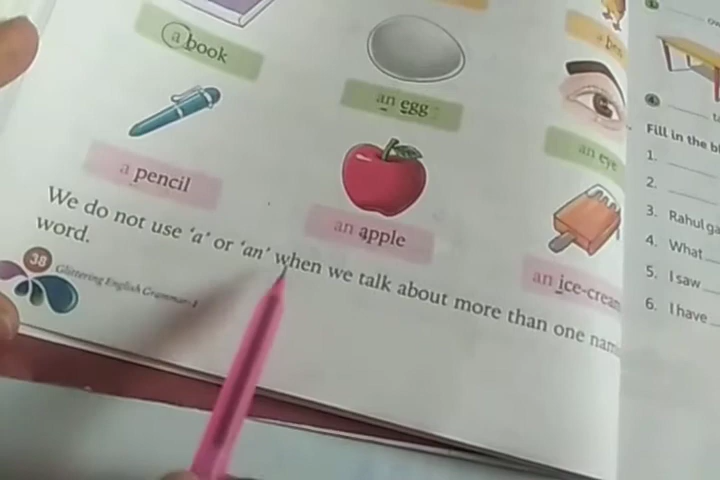 a book
an egg
an eye
a pencil
an apple
an ice-cream
We do not use 'a' or 'an' when we talk about more than one
word.
38 Glittering English Grammar-1
4.
Fill in the
1.
2.
3. Rahul
4. What
5. I saw
6. I have